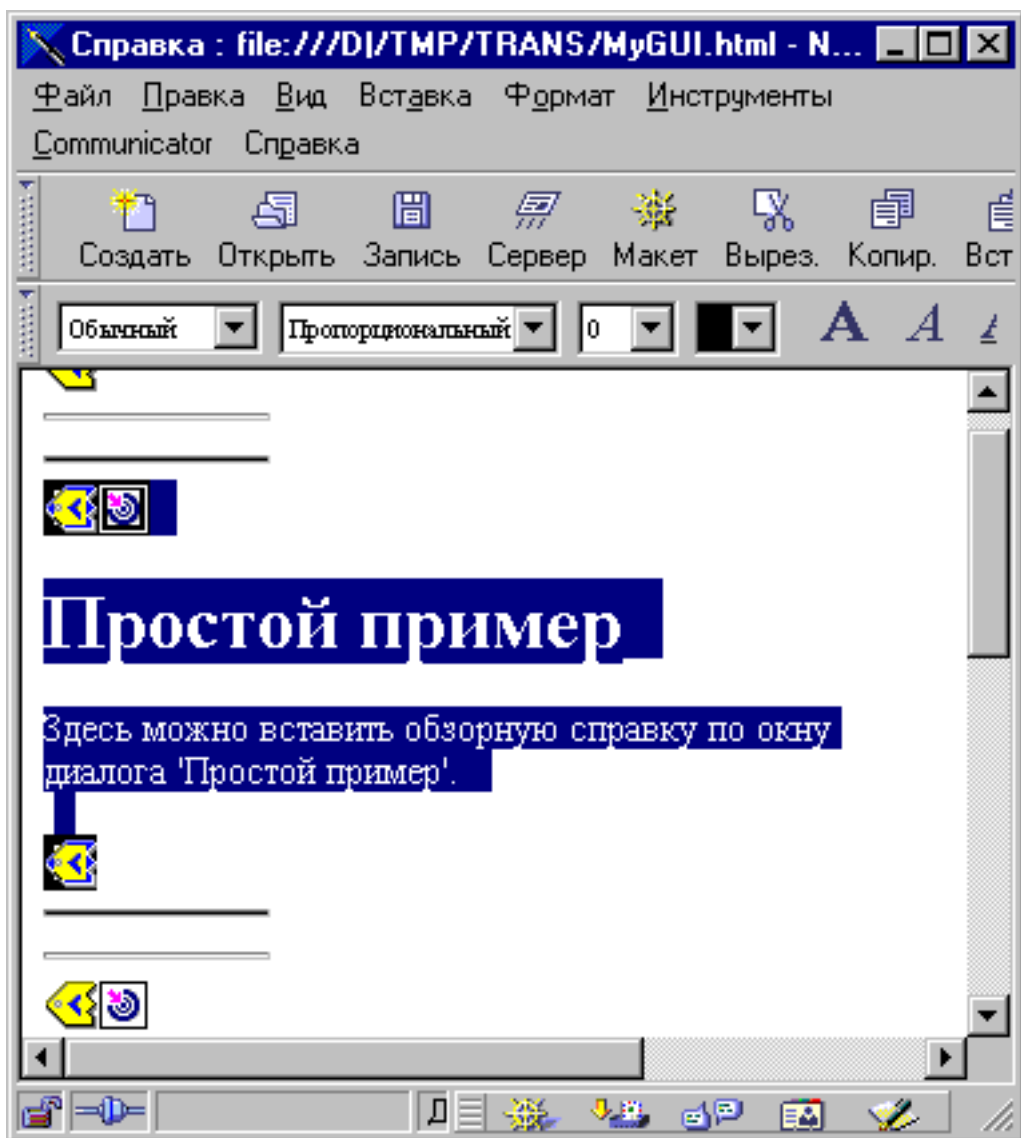 Справка : file:///D|/TMP/TRANS/MyGUI.html - N...
Файл Правка Вид Вставка Формат Инструменты
Communicator Справка
Создать Открыть Запись Сервер Макет Вырез. Копир. Вст
Обычный Пропорциональный 0 A A
Простой пример
Здесь можно вставить обзорную справку по окну
диалога 'Простой пример'.
Д